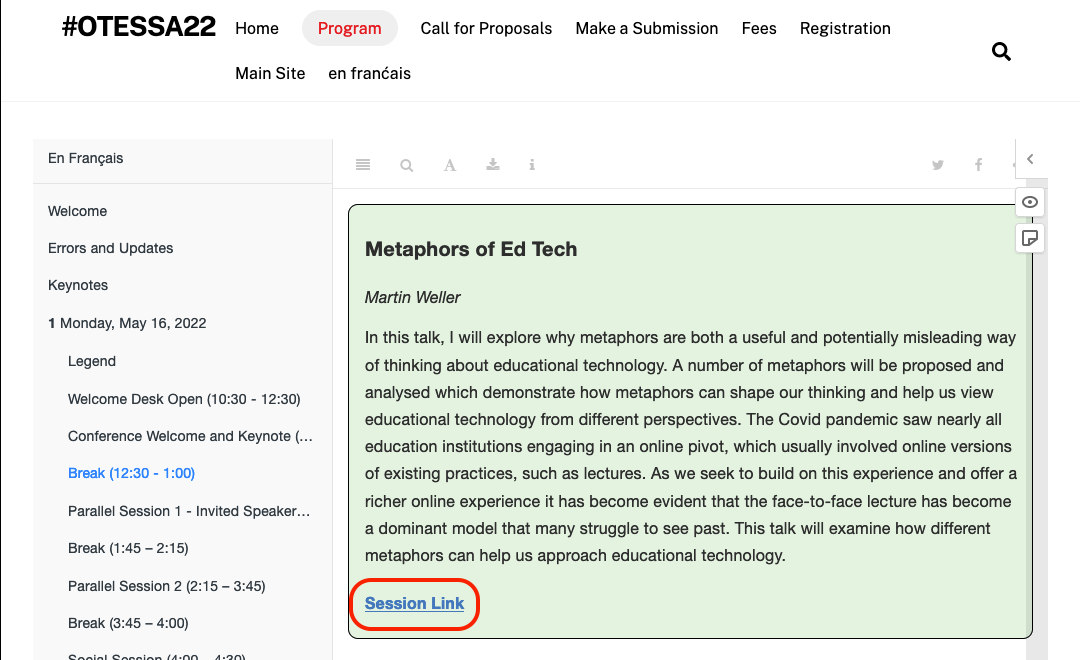 #OTESSA22 Home Program Call for Proposals Make a Submission Fees Registration
Main Site en franćais
En Français
Welcome
Errors and Updates
Keynotes
1 Monday, May 16, 2022
Legend
Welcome Desk Open (10:30 - 12:30)
Conference Welcome and Keynote (...
Break (12:30 - 1:00)
Parallel Session 1 - Invited Speaker...
Break (1:45 – 2:15)
Parallel Session 2 (2:15 – 3:45)
Break (3:45 – 4:00)
Social Session (4:00 – 4:30)
Metaphors of Ed Tech
Martin Weller
In this talk, I will explore why metaphors are both a useful and potentially misleading way
of thinking about educational technology. A number of metaphors will be proposed and
analysed which demonstrate how metaphors can shape our thinking and help us view
educational technology from different perspectives. The Covid pandemic saw nearly all
education institutions engaging in an online pivot, which usually involved online versions
of existing practices, such as lectures. As we seek to build on this experience and offer a
richer online experience it has become evident that the face-to-face lecture has become
a dominant model that many struggle to see past. This talk will examine how different
metaphors can help us approach educational technology.
Session Link